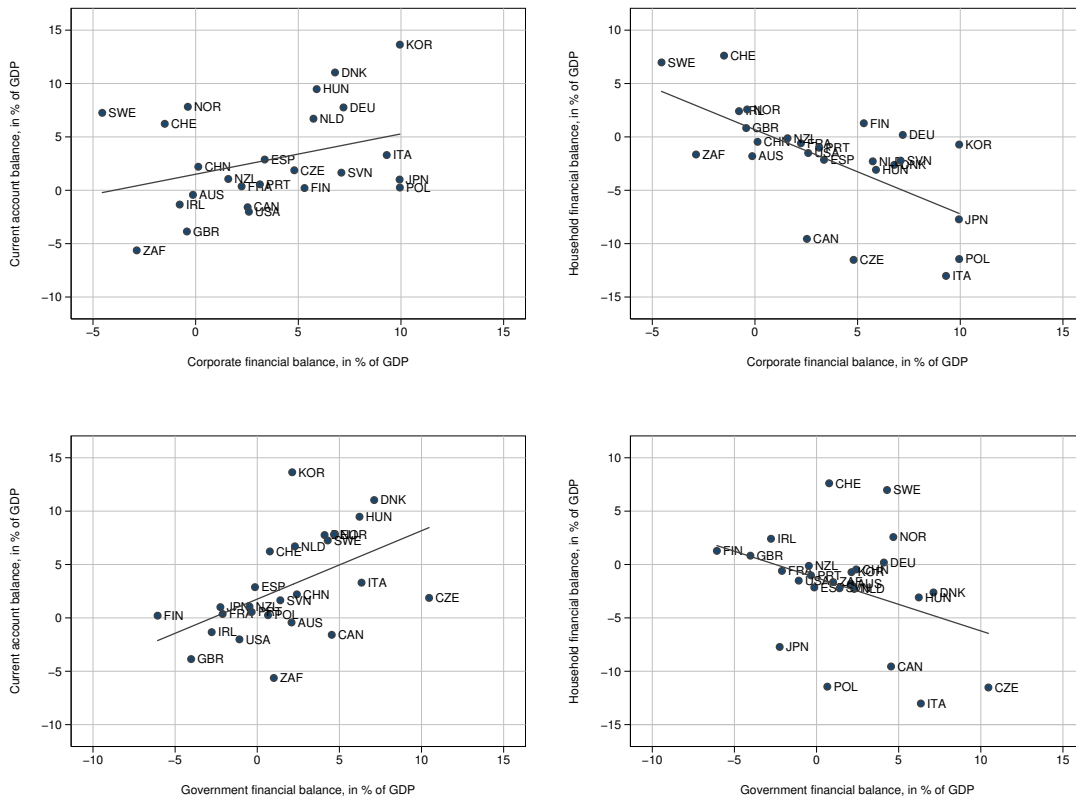 Current account balance, in % of GDP
15
10
5
0
−5
−10
KOR
DNK
HUN
DEU
NOR
SWE
NLD
CHE
ITA
ESP
CHN
CZE
SVN
NZL
JPN
PRT
FRA
FIN
POL
AUS
IRL
CAN
USA
GBR
ZAF
−5
0
5
10
15
Corporate financial balance, in % of GDP
Household financial balance, in % of GDP
10
5
0
−5
−10
−15
CHE
SWE
NOR
IRL
FIN
GBR
DEU
NZL
CHN
FRA
KOR
PRT
USA
ZAF
AUS
ESP
NLD
SVN
DNK
HUN
JPN
CAN
CZE
POL
ITA
−5
0
5
10
15
Corporate financial balance, in % of GDP
Current account balance, in % of GDP
15
10
5
0
−5
−10
KOR
DNK
HUN
NOR
SWE
NLD
CHE
ITA
ESP
CHN
CZE
SVN
JPN
NZL
PRT
FRA
POL
FIN
AUS
IRL
CAN
USA
GBR
ZAF
−10
−5
0
5
10
15
Government financial balance, in % of GDP
Household financial balance, in % of GDP
10
5
0
−5
−10
−15
CHE
SWE
NOR
IRL
FIN
GBR
DEU
NZL
FRA
CHN
KOR
PRT
USA
ZAF
AUS
ESP
SVN
NLD
DNK
HUN
JPN
CAN
POL
CZE
ITA
−10
−5
0
5
10
15
Government financial balance, in % of GDP